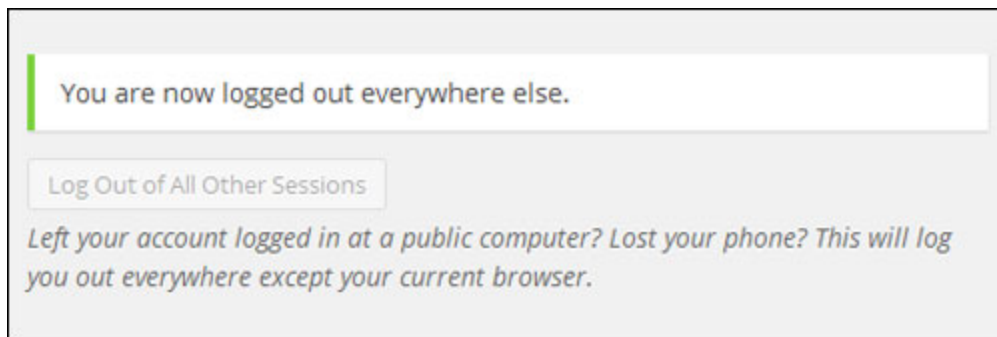 You are now logged out everywhere else.
Log Out of All Other Sessions
Left your account logged in at a public computer? Lost your phone? This will log
you out everywhere except your current browser.